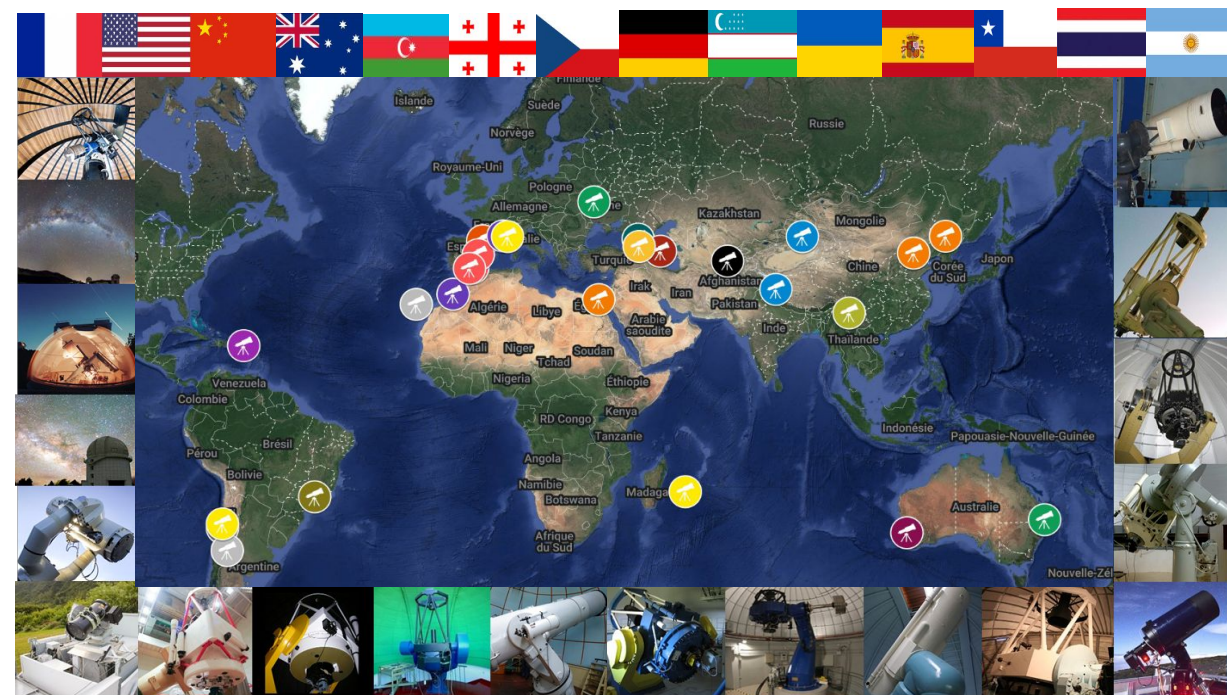 Finlande
Islande
Suède
Russie
Norvège
Royaume-Uni
Pologne
Allemagne
Kazakhstan
Mongolie
Turquie
Chine
Corée
du Sud
Japon
Afghanistan
Algérie
Libye
Irak
Iran
Pakistan
Arabie
saoudite
Inde
Thaïlande
Mali
Niger
Tchad
Soudan
Nigeria
Éthiopie
Venezuela
Colombie
RD Congo
Kenya
Tanzanie
Indonésie
Papouasie-Nouvelle-Guinée
Brésil
Pérou
Bolivie
Angola
Namibie
Botswana
Madaga
Australie
Afrique
du Sud
Argentine
Nouvelle-Zél